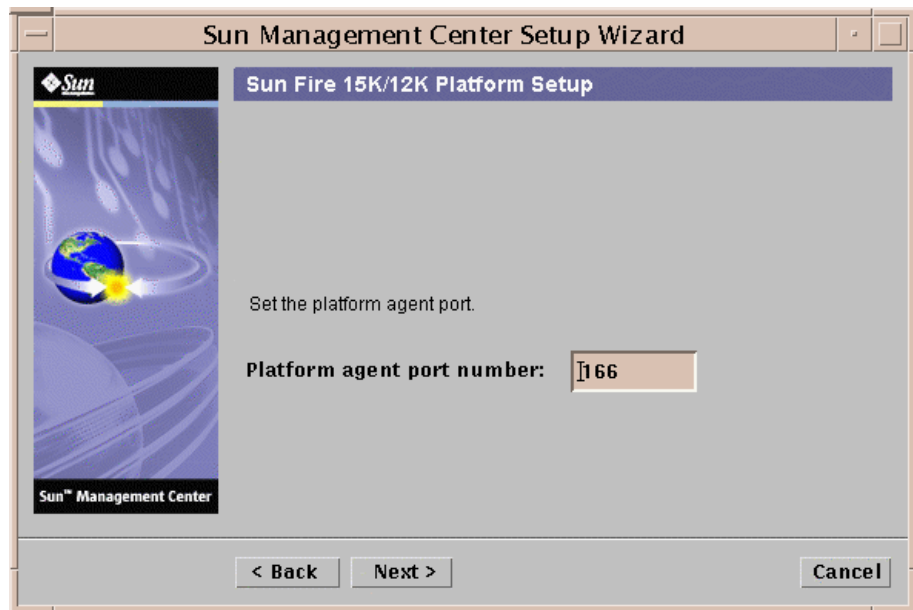 Sun Management Center Setup Wizard
Sun
Sun Fire 15K/12K Platform Setup
Set the platform agent port.
Platform agent port number: 166
Sun™ Management Center
< Back Next > Cancel